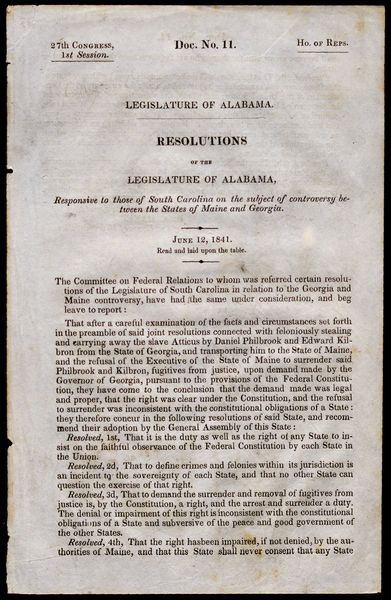 27th Congress,
1st Session.
Doc. No. 11.
Ho. of Reps.
LEGISLATURE OF ALABAMA.
RESOLUTIONS
OF THE
LEGISLATURE OF ALABAMA,
Responsive to those of South Carolina on the subject of controversy be-
tween the States of Maine and Georgia.
June 12, 1841.
Read and laid upon the table.
The Committee on Federal Relations to whom was referred certain resolu-
tions of the Legislature of South Carolina in relation to the Georgia and
Maine controversy, have had the same under consideration, and beg
leave to report:
That after a careful examination of the facts and circumstances set forth
in the preamble of said joint resolutions connected with feloniously stealing
and carrying away the slave Atticus by Daniel Philbrook and Edward Kil-
bron from the State of Georgia, and transporting him to the State of Maine,
and the refusal of the Executive of the State of Maine to surrender said
Philbrook and Kilbron, fugitives from justice, upon demand made by the
Governor of Georgia, pursuant to the provisions of the Federal Constitu-
tion, they have come to the conclusion that the demand made was legal
and proper, that the right was clear under the Constitution, and the refusal
to surrender was inconsistent with the constitutional obligations of a State:
they therefore concur in the following resolutions of said State, and recom-
mend their adoption by the General Assembly of this State:
Resolved, 1st, That it is the duty as well as the right of any State to in-
sist on the faithful observance of the Federal Constitution by each State in
the Union.
Resolved, 2d, That to define crimes and felonies within its jurisdiction is
an incident to the sovereignty of each State, and that no other State can
question the exercise of that right.
Resolved, 3d, That to demand the surrender and removal of fugitives from
justice is, by the Constitution, a right, and the arrest and surrender a duty.
The denial or impairment of this right is inconsistent with the constitutional
obligations of a State and subversive of the peace and good government of
the other States.
Resolved, 4th, That the right hasbeen impaired, if not denied, by the au-
thorities of Maine, and that this State shall never consent that any State